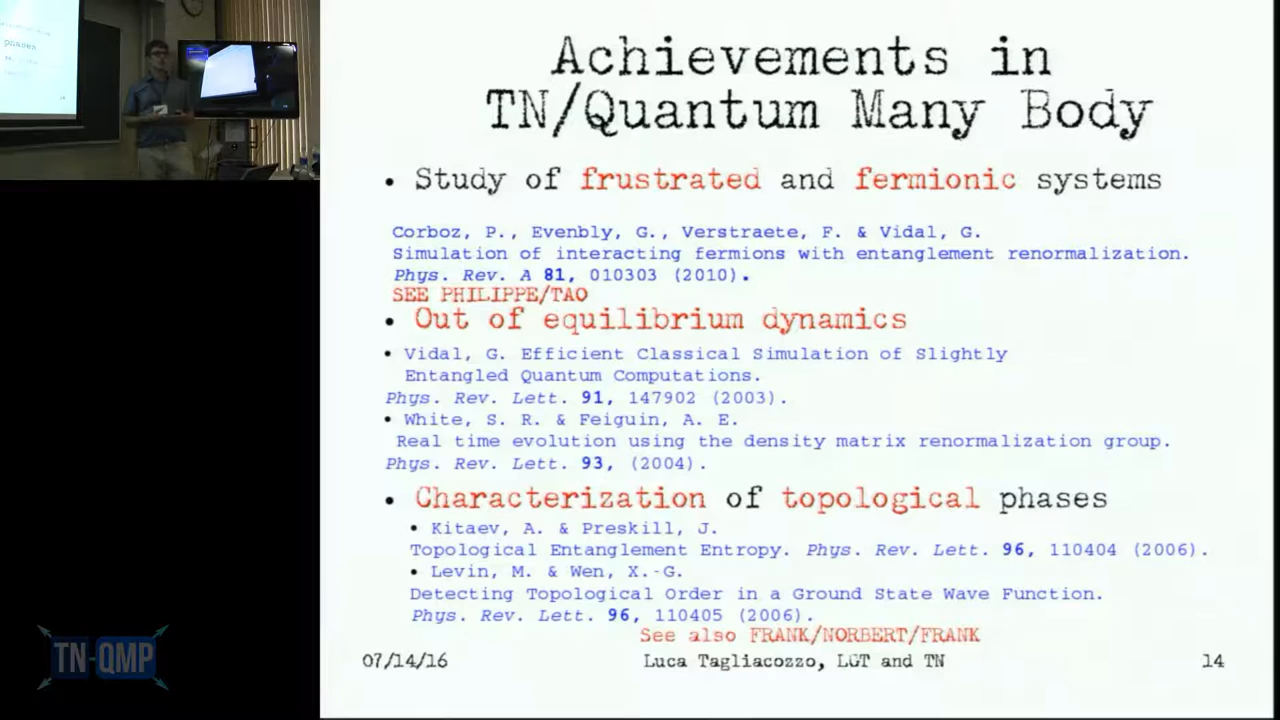 Achievements in
TN/Quantum Many Body
• Study of frustrated and fermionic systems
Corboz, P., Evenbly, G., Verstraete, F. & Vidal, G.
Simulation of interacting fermions with entanglement renormalization.
Phys. Rev. A 81, 010303 (2010).
SEE PHILIPPE/TAO
• Out of equilibrium dynamics
• Vidal, G. Efficient Classical Simulation of Slightly
Entangled Quantum Computations.
Phys. Rev. Lett. 91, 147902 (2003).
• White, S. R. & Feiguin, A. E.
Real time evolution using the density matrix renormalization group.
Phys. Rev. Lett. 93, (2004).
• Characterization of topological phases
• Kitaev, A. & Preskill, J.
Topological Entanglement Entropy. Phys. Rev. Lett. 96, 110404 (2006).
• Levin, M. & Wen, X.-G.
Detecting Topological Order in a Ground State Wave Function.
Phys. Rev. Lett. 96, 110405 (2006).
See also FRANK/NORBERT/FRANK
07/14/16 Luca Tagliacozzo, LGT and TN 14
TN-QMP
phases